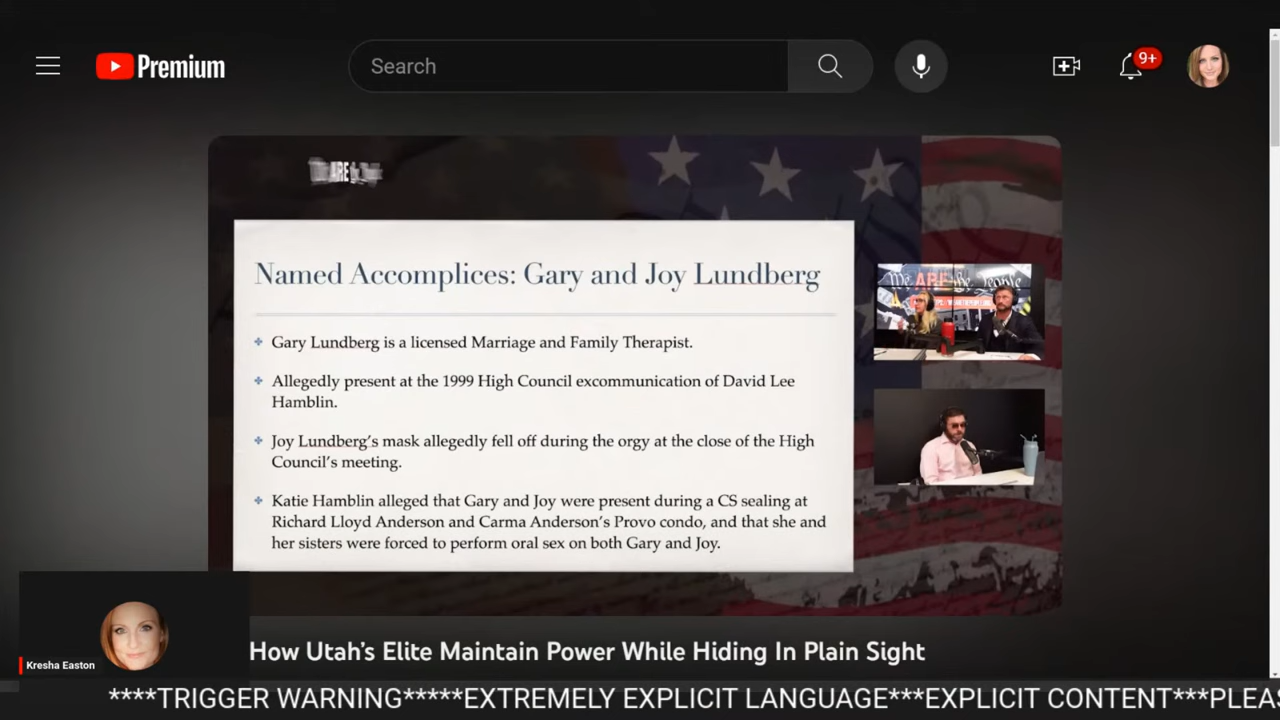 Premium
Search
9+
ARE
Named Accomplices: Gary and Joy Lundberg
Gary Lundberg is a licensed Marriage and Family Therapist.
Allegedly present at the 1999 High Council excommunication of David Lee
Hamblin.
Joy Lundberg's mask allegedly fell off during the orgy at the close of the High
Council's meeting.
Katie Hamblin alleged that Gary and Joy were present during a CS sealing at
Richard Lloyd Anderson and Carma Anderson's Provo condo, and that she and
her sisters were forced to perform oral sex on both Gary and Joy.
We ARE the People
Kresha Easton
How Utah's Elite Maintain Power While Hiding In Plain Sight
****TRIGGER WARNING*****EXTREMELY EXPLICIT LANGUAGE***EXPLICIT CONTENT***PLEAS